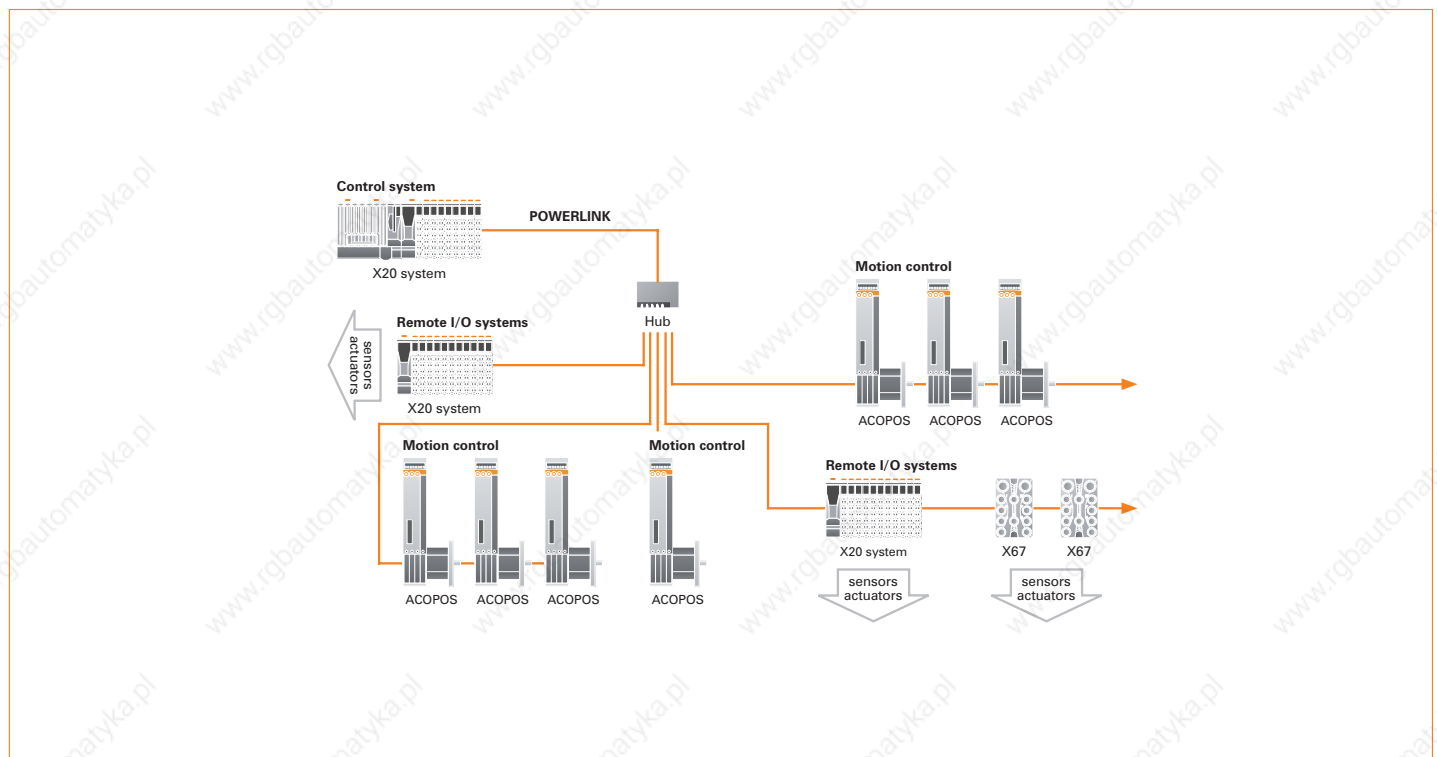 Control system
POWERLINK
X20 system
Motion control
Hub
Remote I/O systems
sensors
actuators
X20 system
ACOPOS
ACOPOS
ACOPOS
Motion control
Motion control
Remote I/O systems
X20 system
X67
X67
sensors
actuators
sensors
actuators
ACOPOS
ACOPOS
ACOPOS
ACOPOS
www.rgbautomatyka.pl